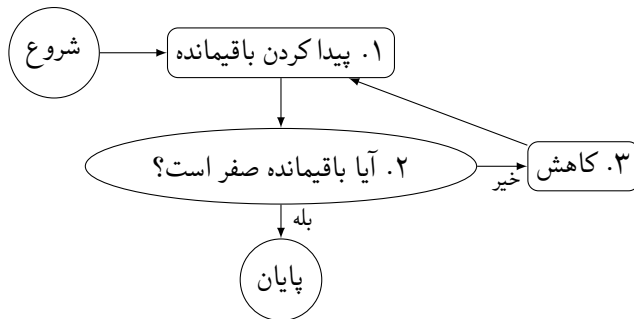 شروع
۱. پیدا کردن باقیمانده
۲. آیا باقیمانده صفر است؟
خیر
۳. کاهش
بله
پایان